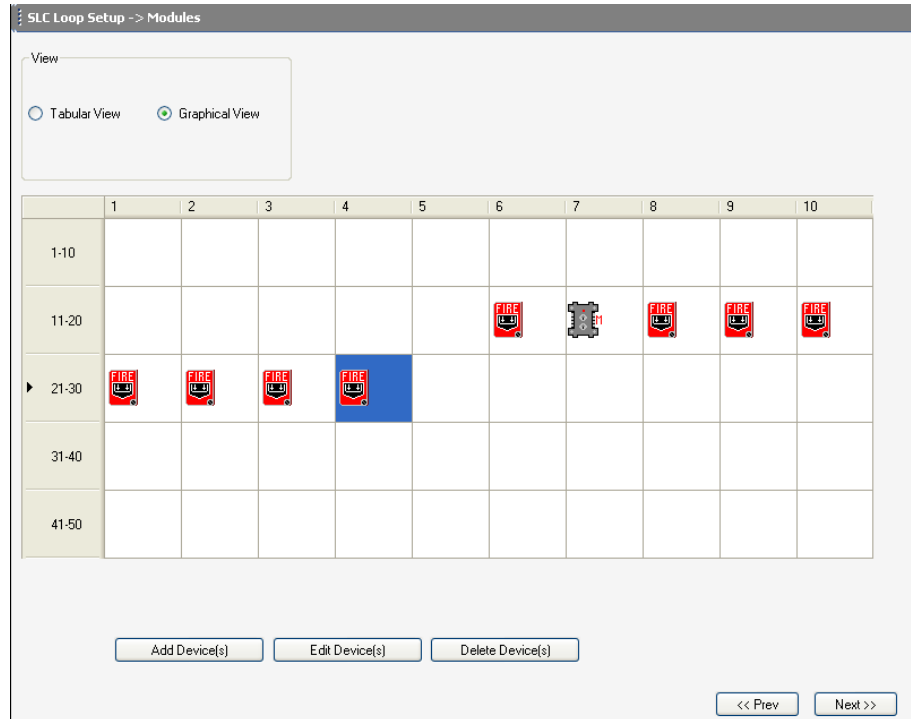 SLC Loop Setup -> Modules
View
Tabular View Graphical View
1 2 3 4 5 6 7 8 9 10
1-10
11-20 FIRE M FIRE FIRE FIRE
21-30 FIRE FIRE FIRE FIRE
31-40
41-50
Add Device(s) Edit Device(s) Delete Device(s)
<< Prev Next >>